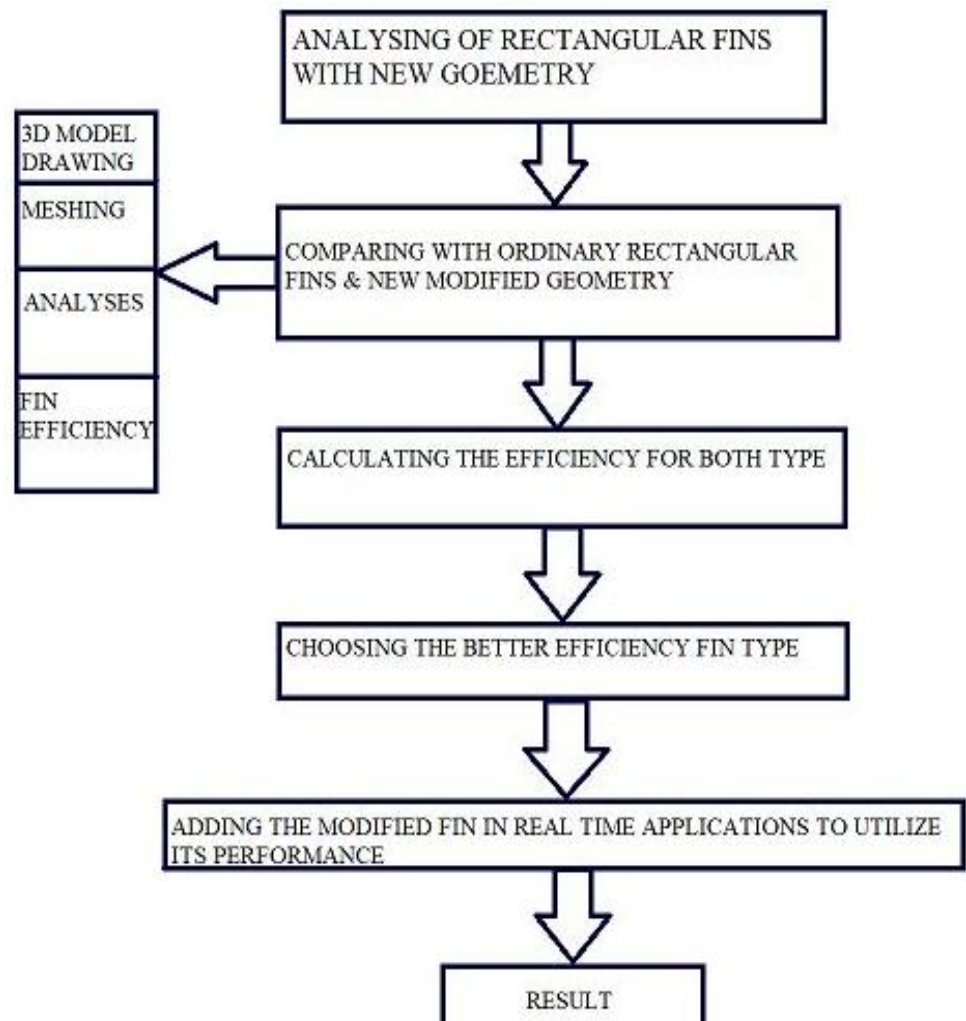 ANALYSING OF RECTANGULAR FINS
WITH NEW GOEMETRY
3D MODEL
DRAWING
MESHING
ANALYSES
FIN
EFFICIENCY
COMPARING WITH ORDINARY RECTANGULAR
FINS & NEW MODIFIED GEOMETRY
CALCULATING THE EFFICIENCY FOR BOTH TYPE
CHOOSING THE BETTER EFFICIENCY FIN TYPE
ADDING THE MODIFIED FIN IN REAL TIME APPLICATIONS TO UTILIZE
ITS PERFORMANCE
RESULT